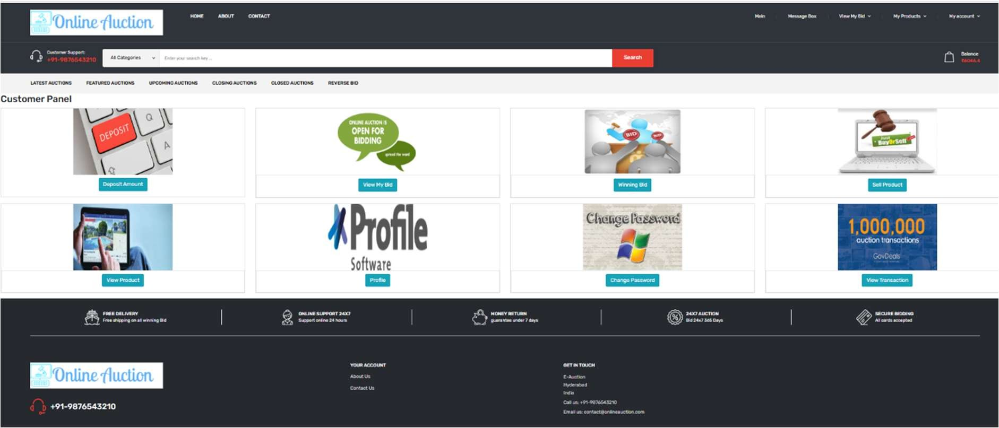 Online Auction
HOME ABOUT CONTACT
Main Message Box View My Bid My Products My account
Customer Support:
+91-9876543210
All Categories
Enter your search key ...
Search
Balance
₹6046.4
LATEST AUCTIONS FEATURED AUCTIONS UPCOMING AUCTIONS CLOSING AUCTIONS CLOSED AUCTIONS REVERSE BID
Customer Panel
DEPOSIT
Q
A
Deposit Amount
ONLINE AUCTION IS
OPEN FOR
BIDDING
spread the word
View My Bid
BID
BID
Winning Bid
Just
BuyOrSell
Sell Product
View Product
Profile
Software
Profile
Change Password
Change Password
1,000,000
auction transactions
GovDeals
View Transaction
FREE DELIVERY
Free shipping on all winning Bid
ONLINE SUPPORT 24X7
Support online 24 hours
MONEY RETURN
guarantee under 7 days
24X7 AUCTION
Bid 24x7 365 Days
SECURE BIDDING
All cards accepted
Online Auction
+91-9876543210
YOUR ACCOUNT
About Us
Contact Us
GET IN TOUCH
E-Auction
Hyderabad
India
Call us: +91-9876543210
Email us: contact@onlineauction.com